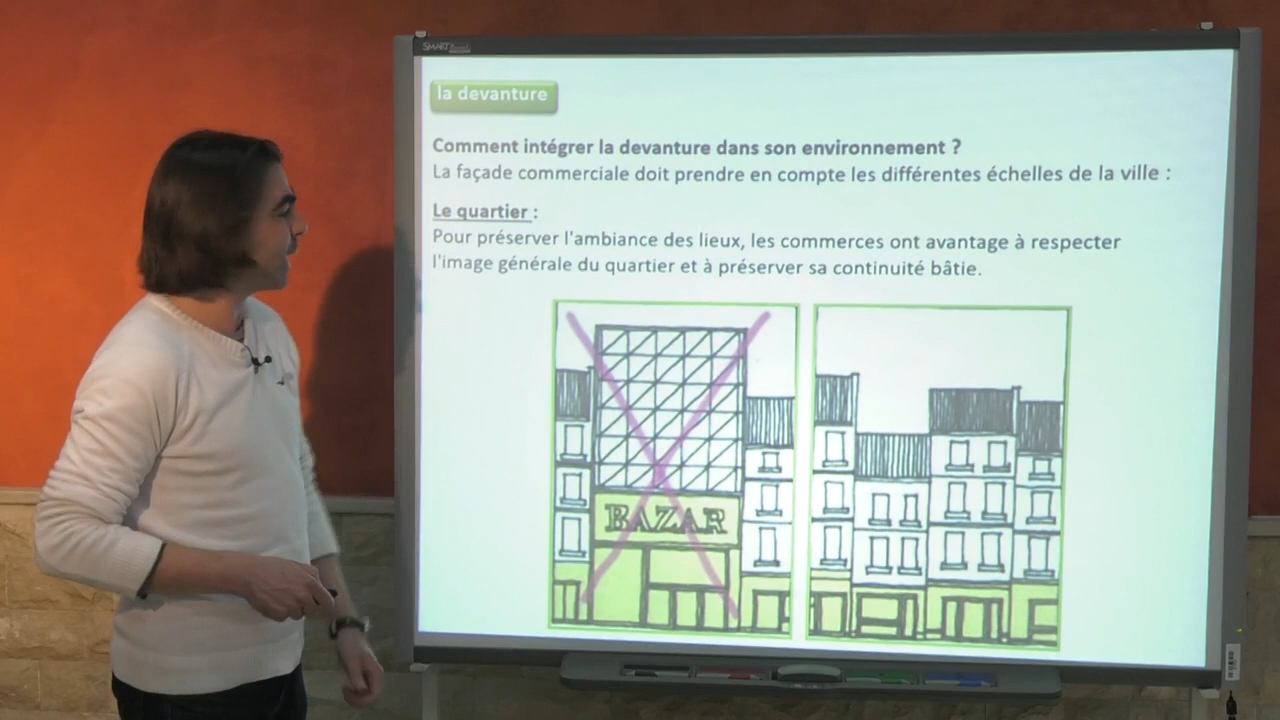 SMART Board
la devanture
Comment intégrer la devanture dans son environnement ?
La façade commerciale doit prendre en compte les différentes échelles de la ville :
Le quartier :
Pour préserver l'ambiance des lieux, les commerces ont avantage à respecter
l'image générale du quartier et à préserver sa continuité bâtie.
BAZAR